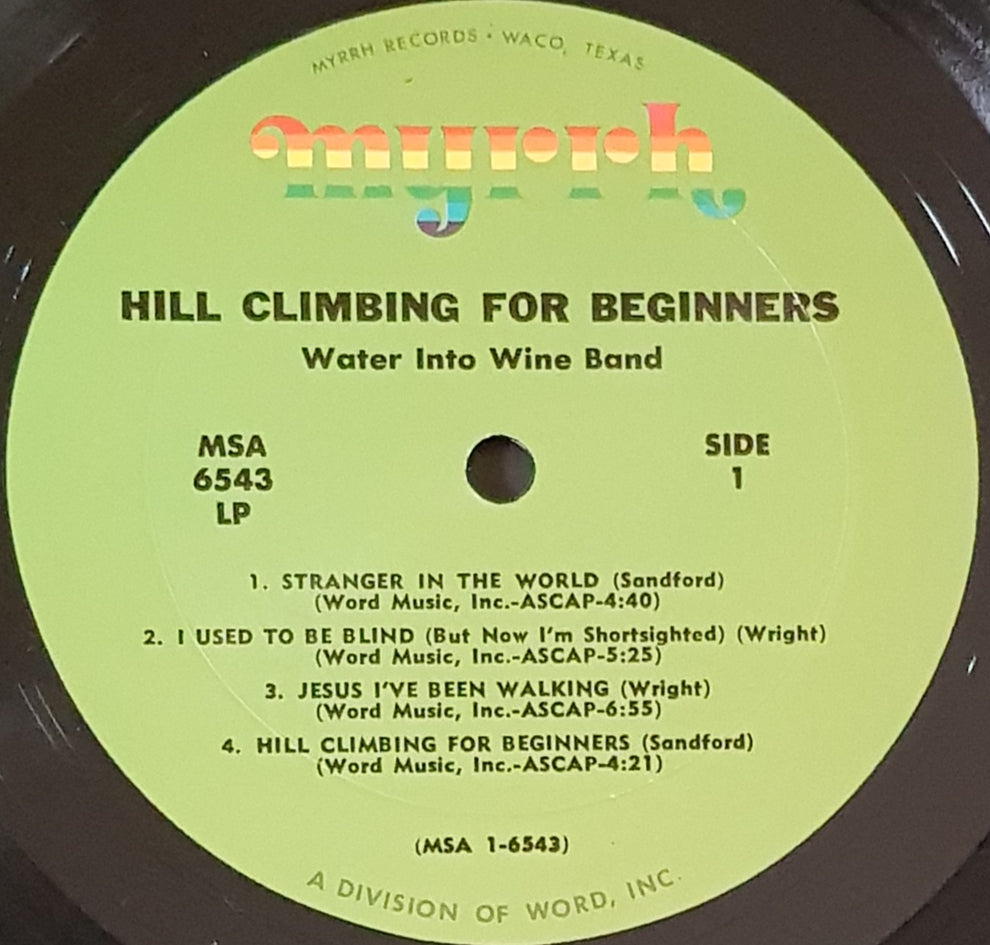 MYRRH RECORDS · WACO, TEXAS
myrrh
HILL CLIMBING FOR BEGINNERS
Water Into Wine Band
MSA
6543
LP
SIDE
1
1. STRANGER IN THE WORLD (Sandford)
(Word Music, Inc.-ASCAP-4:40)
2. I USED TO BE BLIND (But Now I'm Shortsighted) (Wright)
(Word Music, Inc.-ASCAP-5:25)
3. JESUS I'VE BEEN WALKING (Wright)
(Word Music, Inc.-ASCAP-6:55)
4. HILL CLIMBING FOR BEGINNERS (Sandford)
(Word Music, Inc.-ASCAP-4:21)
(MSA 1-6543)
A DIVISION OF WORD, INC.